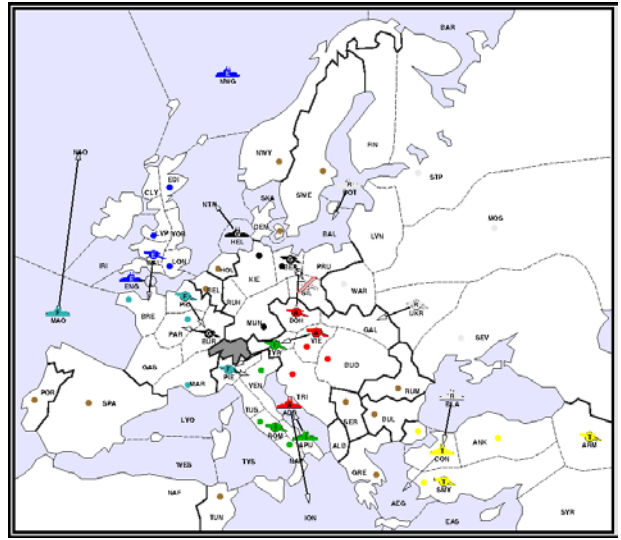 BAR
NWG
NAO
FIN
NWY
SWE
STP
EDI
CLY
SKA
BOT
MOS
NTH
DEN
BAL
LVN
LVP YOR
HEL
WAL LON
HOL
KIE
BER
PRU
IRI
ENG
BEL
WAR
PIC
RUH
SIL
MAO
BRE
BOH
UKR
PAR
BUR
MUN
VIE
GAL
SEV
TYR
GAS
PIE
BUD
MAR
VEN
RUM
BLA
POR
SPA
TUS
TRI
ADR
SER
BUL
ANK
LYO
ROM
APU
ALB
CON
ARM
WES
TYS
NAP
NAF
GRE
SMY
TUN
ION
AEG
EAS
SYR